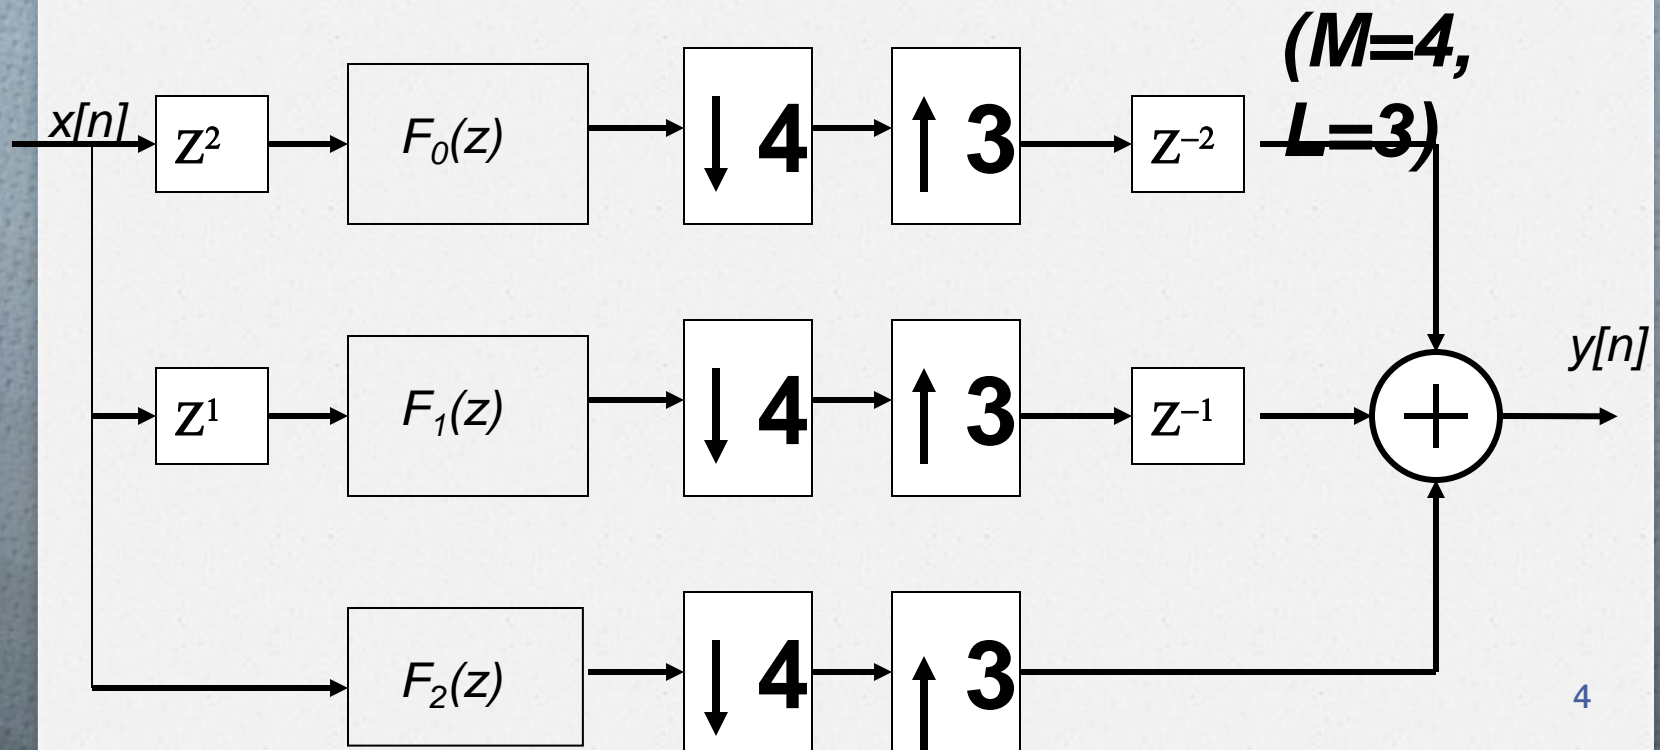 (M=4,
L=3)
x[n] z² F₀(z) ↓ 4 ↑ 3 z⁻²
z¹ F₁(z) ↓ 4 ↑ 3 z⁻¹ + y[n]
F₂(z) ↓ 4 ↑ 3
4